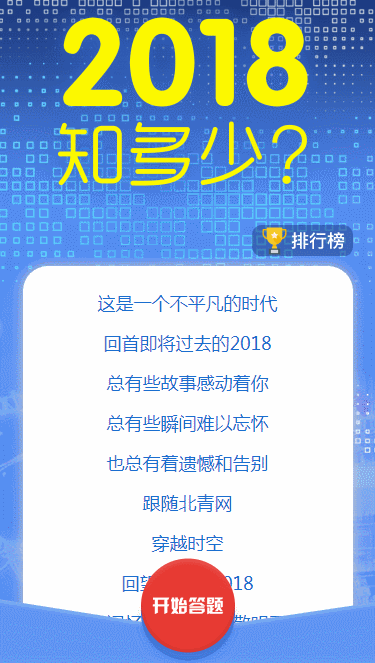 2018
知多少?
排行榜
这是一个不平凡的时代
回首即将过去的2018
总有些故事感动着你
总有些瞬间难以忘怀
也总有着遗憾和告别
跟随北青网
穿越时空
回望 018
开始答题